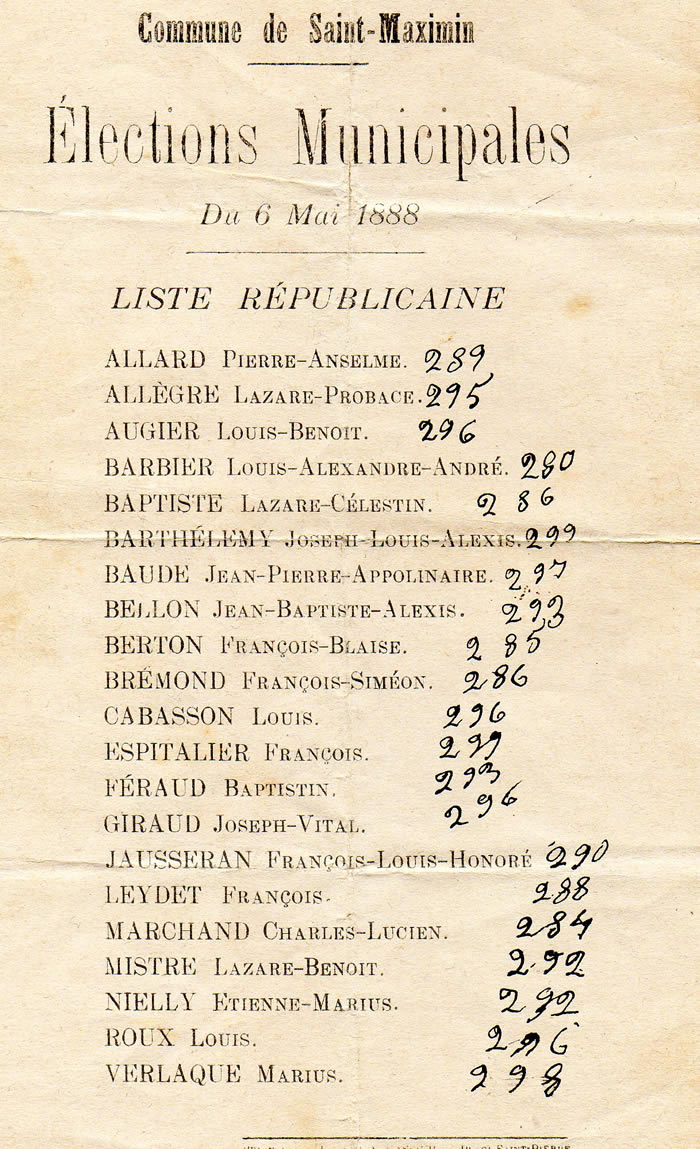 Commune de Saint-Maximin
Élections Municipales
Du 6 Mai 1888
LISTE RÉPUBLICAINE
ALLARD Pierre-Anselme. 289
ALLÈGRE Lazare-Probace. 295
AUGIER Louis-Benoit. 296
BARBIER Louis-Alexandre-André. 280
BAPTISTE Lazare-Célestin. 286
BARTHÉLEMY Joseph-Louis-Alexis. 299
BAUDE Jean-Pierre-Appolinaire. 297
BELLON Jean-Baptiste-Alexis. 293
BERTON François-Blaise. 285
BRÉMOND François-Siméon. 286
CABASSON Louis. 296
ESPITALIER François. 299
FÉRAUD Baptistin. 293
GIRAUD Joseph-Vital. 296
JAUSSERAN François-Louis-Honoré 290
LEYDET François. 288
MARCHAND Charles-Lucien. 284
MISTRE Lazare-Benoit. 292
NIELLY Etienne-Marius. 292
ROUX Louis. 296
VERLAQUE Marius. 298